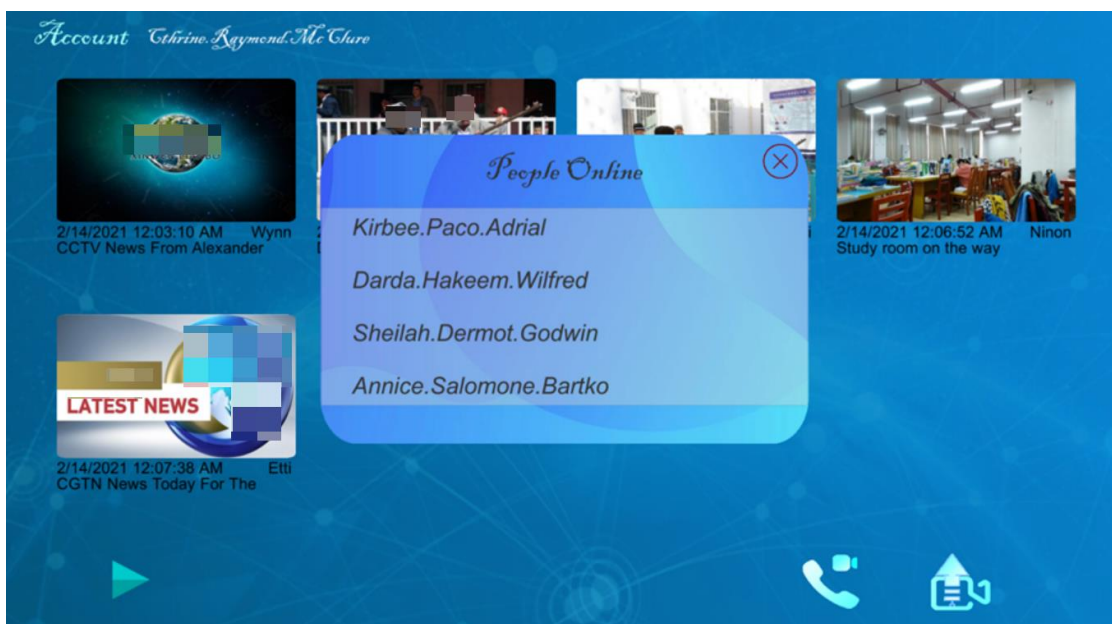 Account Cthrine.Raymond.McClure
People Online
Kirbee.Paco.Adrial
Darda.Hakeem.Wilfred
Sheilah.Dermot.Godwin
Annice.Salomone.Bartko
2/14/2021 12:03:10 AM Wynn
CCTV News From Alexander
2/14/2021 12:06:52 AM Ninon
Study room on the way
LATEST NEWS
2/14/2021 12:07:38 AM Etti
CGTN News Today For The